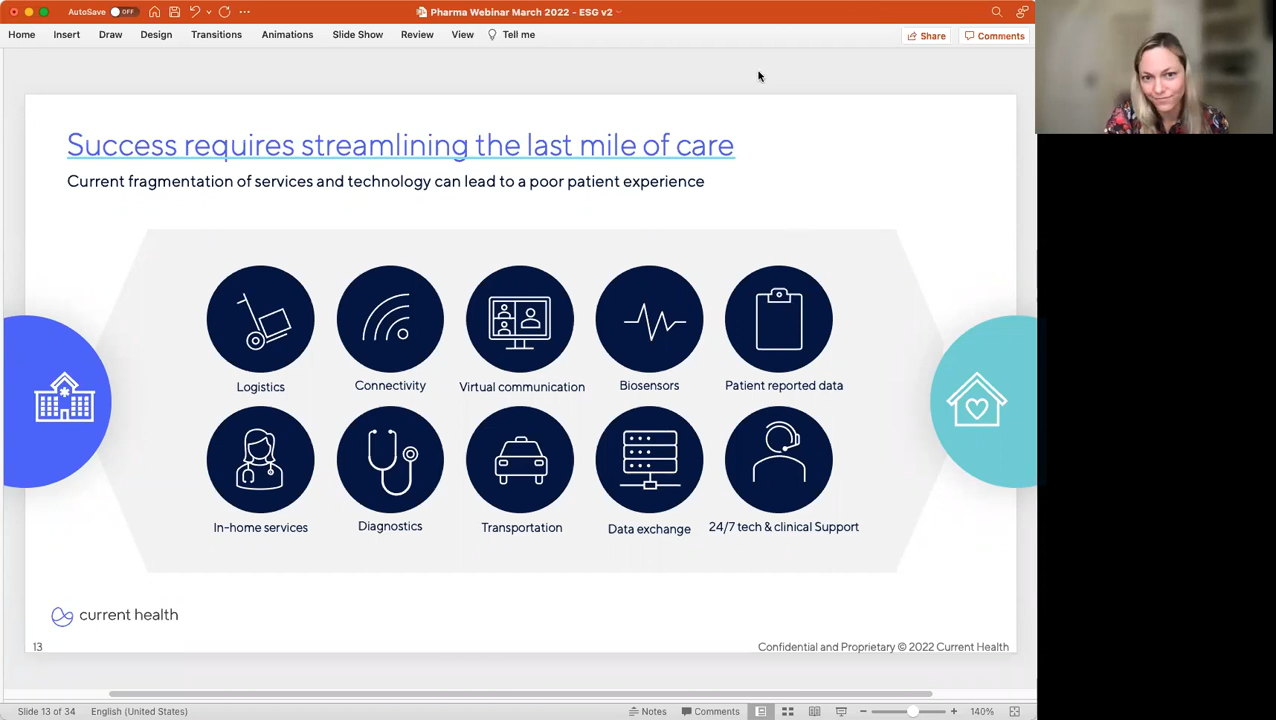 AutoSave OFF Pharma Webinar March 2022 - ESG v2
Home Insert Draw Design Transitions Animations Slide Show Review View Tell me Share Comments
Success requires streamlining the last mile of care
Current fragmentation of services and technology can lead to a poor patient experience
Logistics Connectivity Virtual communication Biosensors Patient reported data
In-home services Diagnostics Transportation Data exchange 24/7 tech & clinical Support
current health
13 Confidential and Proprietary © 2022 Current Health
Slide 13 of 34 English (United States) Notes Comments 140%